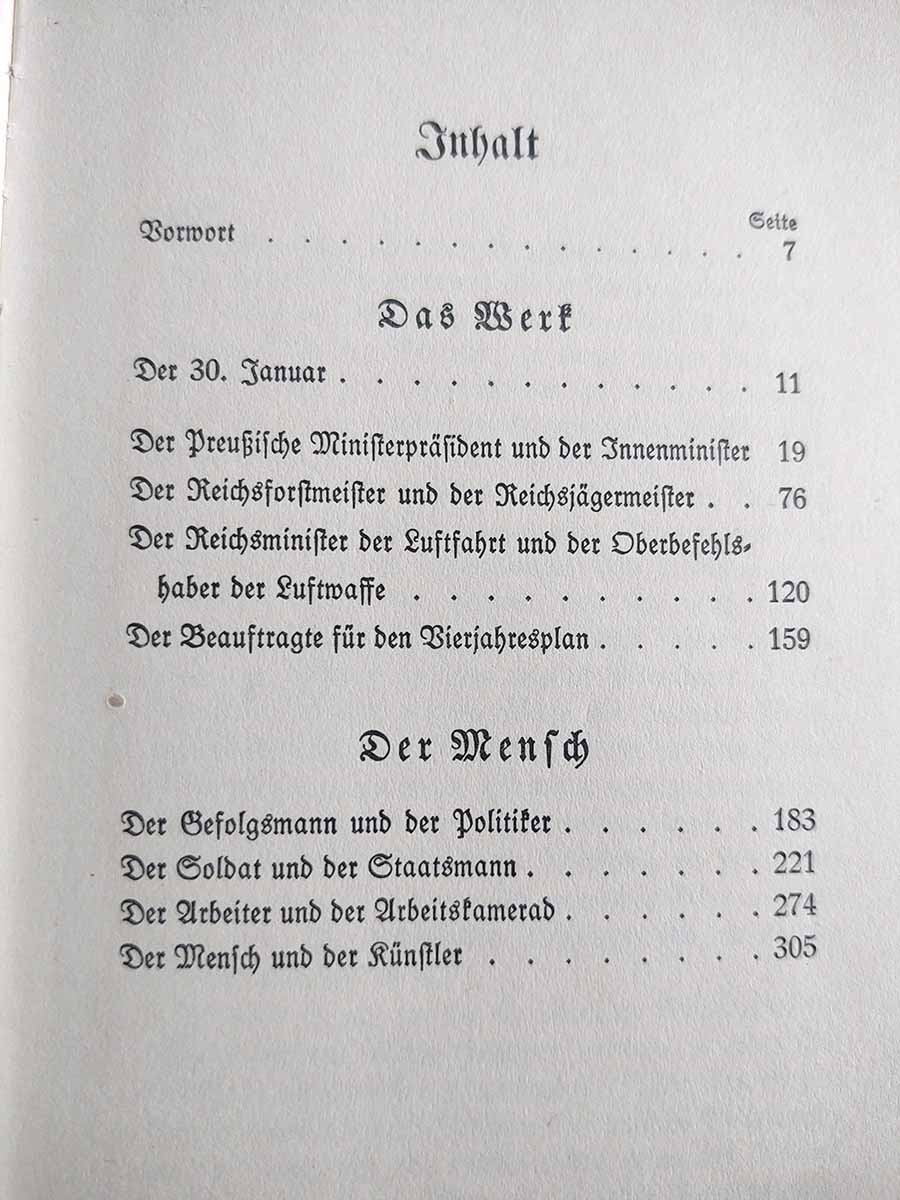 Inhalt
Seite
Vorwort . . . . . . . . . . . . . . 7
Das Werk
Der 30. Januar . . . . . . . . . . . . 11
Der Preußische Ministerpräsident und der Innenminister 19
Der Reichsforstmeister und der Reichsjägermeister . . 76
Der Reichsminister der Luftfahrt und der Oberbefehls-
haber der Luftwaffe . . . . . . . . . . 120
Der Beauftragte für den Vierjahresplan . . . . . 159
Der Mensch
Der Gefolgsmann und der Politiker . . . . . . 183
Der Soldat und der Staatsmann . . . . . . . 221
Der Arbeiter und der Arbeitskamerad . . . . . . 274
Der Mensch und der Künstler . . . . . . . . 305